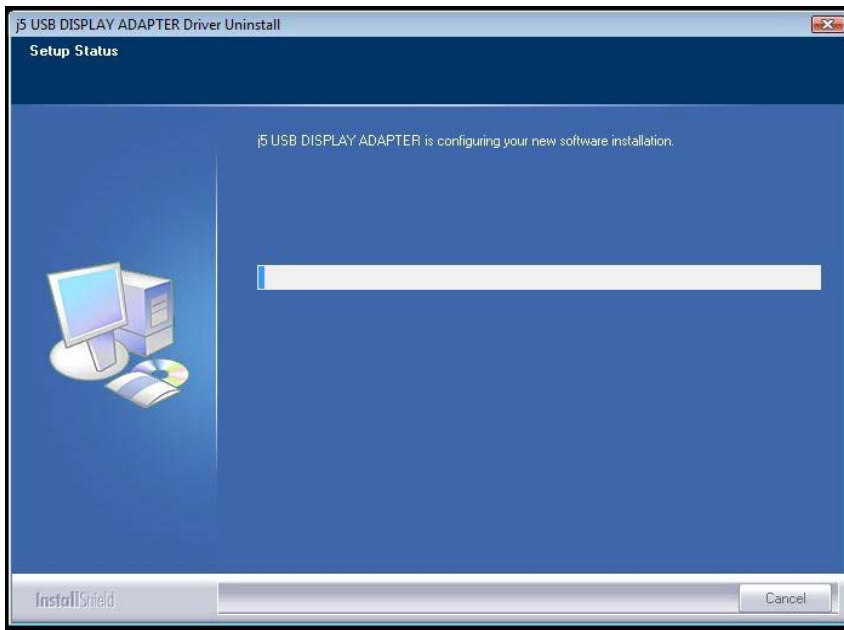 j5 USB DISPLAY ADAPTER Driver Uninstall
Setup Status
j5 USB DISPLAY ADAPTER is configuring your new software installation.
InstallShield
Cancel